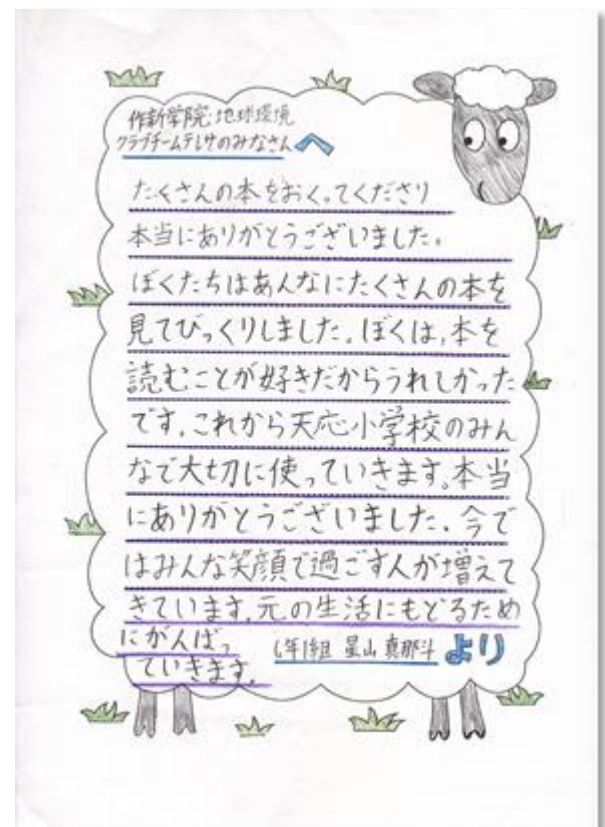 作新学院 地球環境
クラブチームテレサのみなさんへ
たくさんの本をおくってくださり
本当にありがとうございました。
ぼくたちはあんなにたくさんの本を
見てびっくりしました。ぼくは、本を
読むことが好きだからうれしかった
です。これから天応小学校のみん
なで大切に使っていきます。本当
にありがとうございました。今で
はみんな笑顔で過ごす人が増えて
きています。元の生活にもどるため
にがんばっ
ていきます。
6年1組 星山 真那斗より